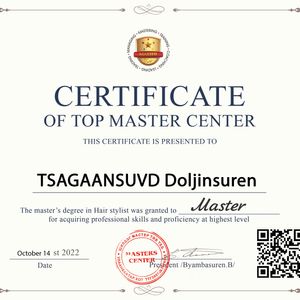 CERTIFICATE
OF TOP MASTER CENTER
THIS CERTIFICATE IS PRESENTED TO
TSAGAANSUVD Doljinsuren
The master's degree in Hair stylist was granted to Master
for acquiring professional skills and proficiency at highest level
October 14 st 2022
Date
MASTERS
CENTER
President /Byambasuren.B/